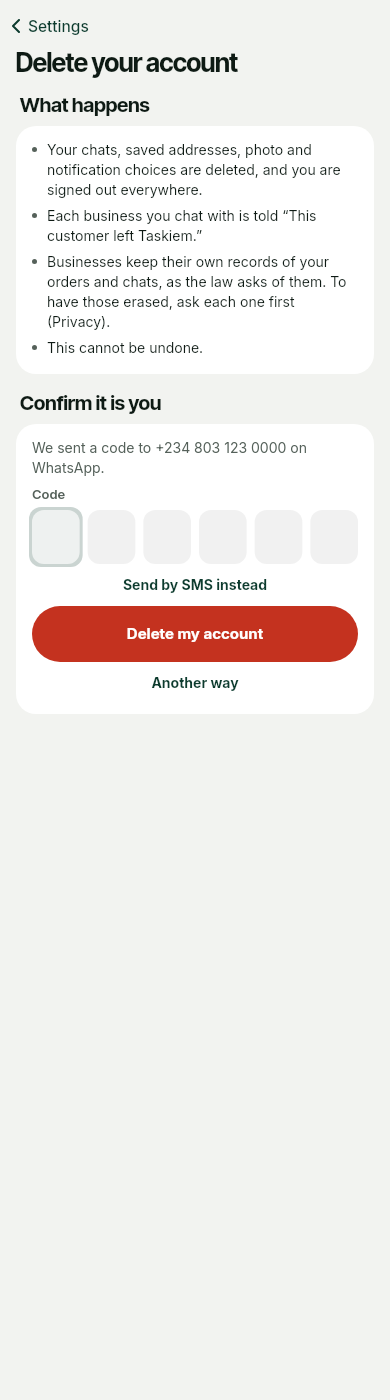 Settings
Delete your account
What happens
• Your chats, saved addresses, photo and
notification choices are deleted, and you are
signed out everywhere.
• Each business you chat with is told “This
customer left Taskiem.”
• Businesses keep their own records of your
orders and chats, as the law asks of them. To
have those erased, ask each one first
(Privacy).
• This cannot be undone.
Confirm it is you
We sent a code to +234 803 123 0000 on
WhatsApp.
Code
Send by SMS instead
Delete my account
Another way